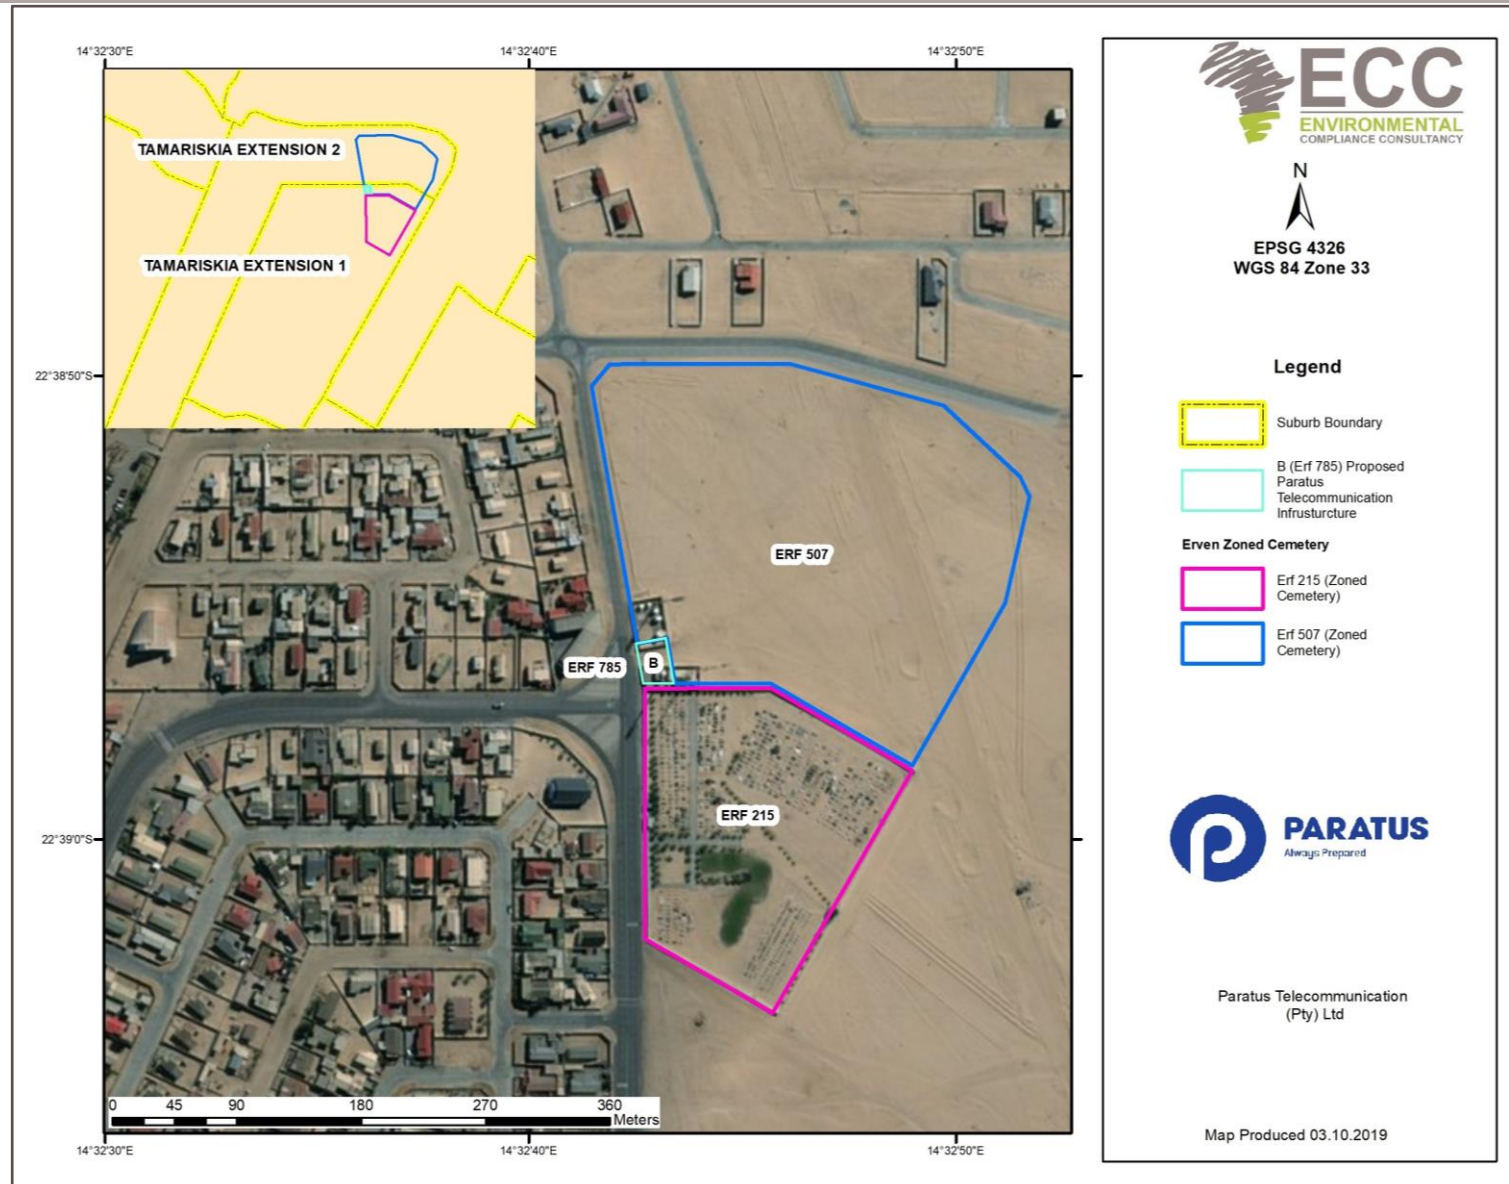 14°32'30"E
14°32'40"E
14°32'50"E
TAMARISKIA EXTENSION 2
TAMARISKIA EXTENSION 1
22°38'50"S
22°39'0"S
ERF 507
ERF 785
B
ERF 215
0 45 90 180 270 360
Meters
14°32'30"E
14°32'40"E
14°32'50"E
ECC
ENVIRONMENTAL
COMPLIANCE CONSULTANCY
N
EPSG 4326
WGS 84 Zone 33
Legend
Suburb Boundary
B (Erf 785) Proposed
Paratus
Telecommunication
Infrusturcture
Erven Zoned Cemetery
Erf 215 (Zoned
Cemetery)
Erf 507 (Zoned
Cemetery)
PARATUS
Always Prepared
Paratus Telecommunication
(Pty) Ltd
Map Produced 03.10.2019